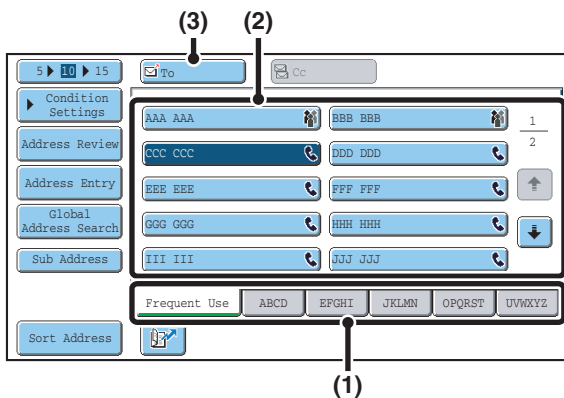 (3) (2)
5 10 15 To Cc
Condition
Settings
Address Review
Address Entry
Global
Address Search
Sub Address
Sort Address
AAA AAA BBB BBB
CCC CCC DDD DDD
EEE EEE FFF FFF
GGG GGG HHH HHH
III III JJJ JJJ
1
2
Frequent Use ABCD EFGHI JKLMN OPQRST UVWXYZ
(1)